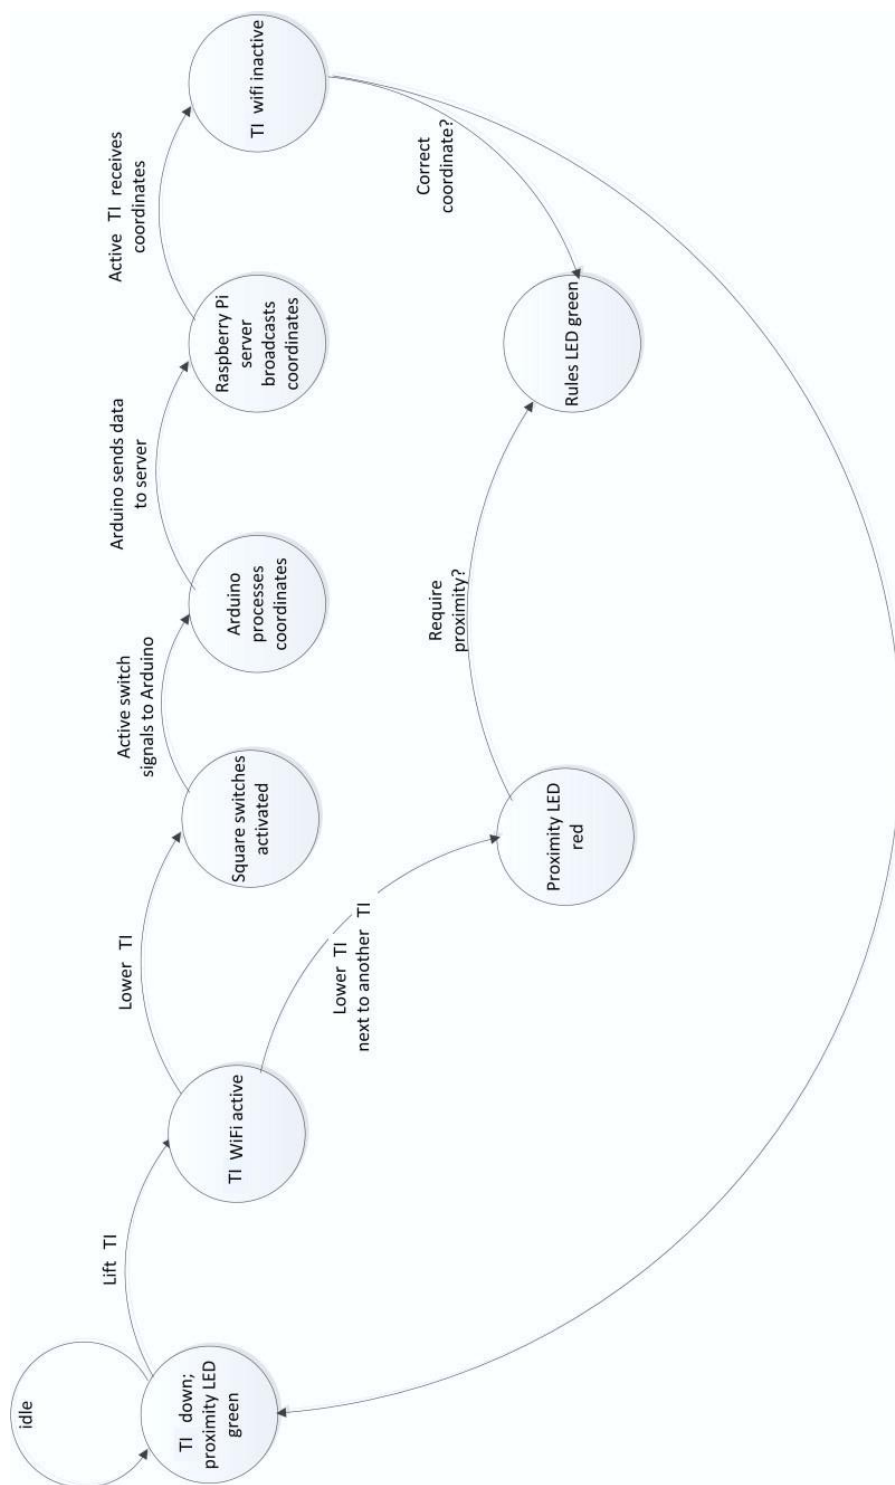 idle
TI down;
proximity LED
green
Lift TI
TI WiFi active
Lower TI
Square switches
activated
Active switch
signals to Arduino
Arduino
processes
coordinates
Arduino sends data
to server
Raspberry Pi
server
broadcasts
coordinates
Active TI receives
coordinates
TI wifi inactive
Lower TI
next to another TI
Proximity LED
red
Require
proximity?
Rules LED green
Correct
coordinate?